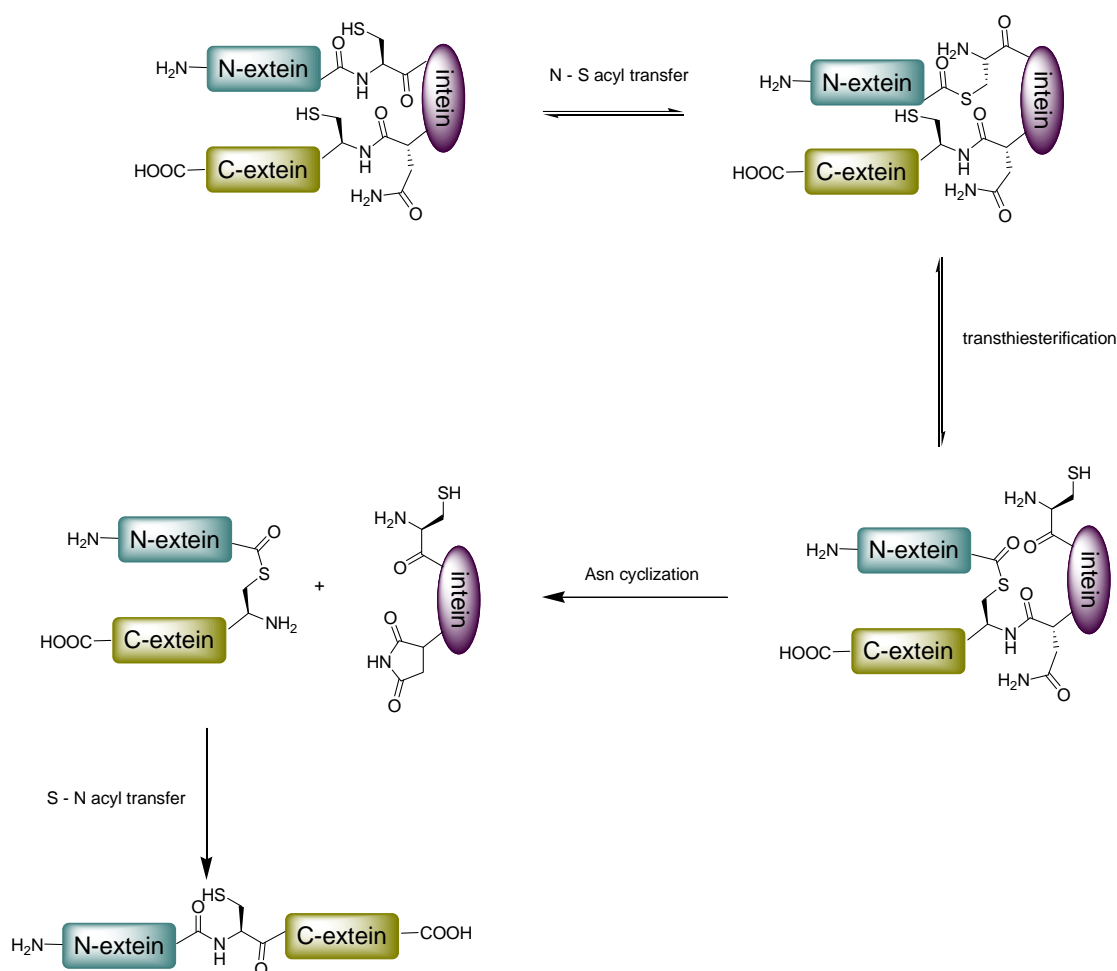 HS
O
H₂N
N-extein
N
H
O
intein
HS
O
HOOC
C-extein
N
H
H₂N
O
N - S acyl transfer
H₂N
O
O
H₂N
N-extein
S
intein
HS
O
HOOC
C-extein
N
H
H₂N
O
transthiesterification
SH
H₂N
O
O
H₂N
N-extein
S
intein
O
HOOC
C-extein
N
H
H₂N
O
Asn cyclization
SH
H₂N
O
intein
O
HN
O
+
O
H₂N
N-extein
S
HOOC
C-extein
NH₂
S - N acyl transfer
HS
O
H₂N
N-extein
N
H
O
C-extein
COOH